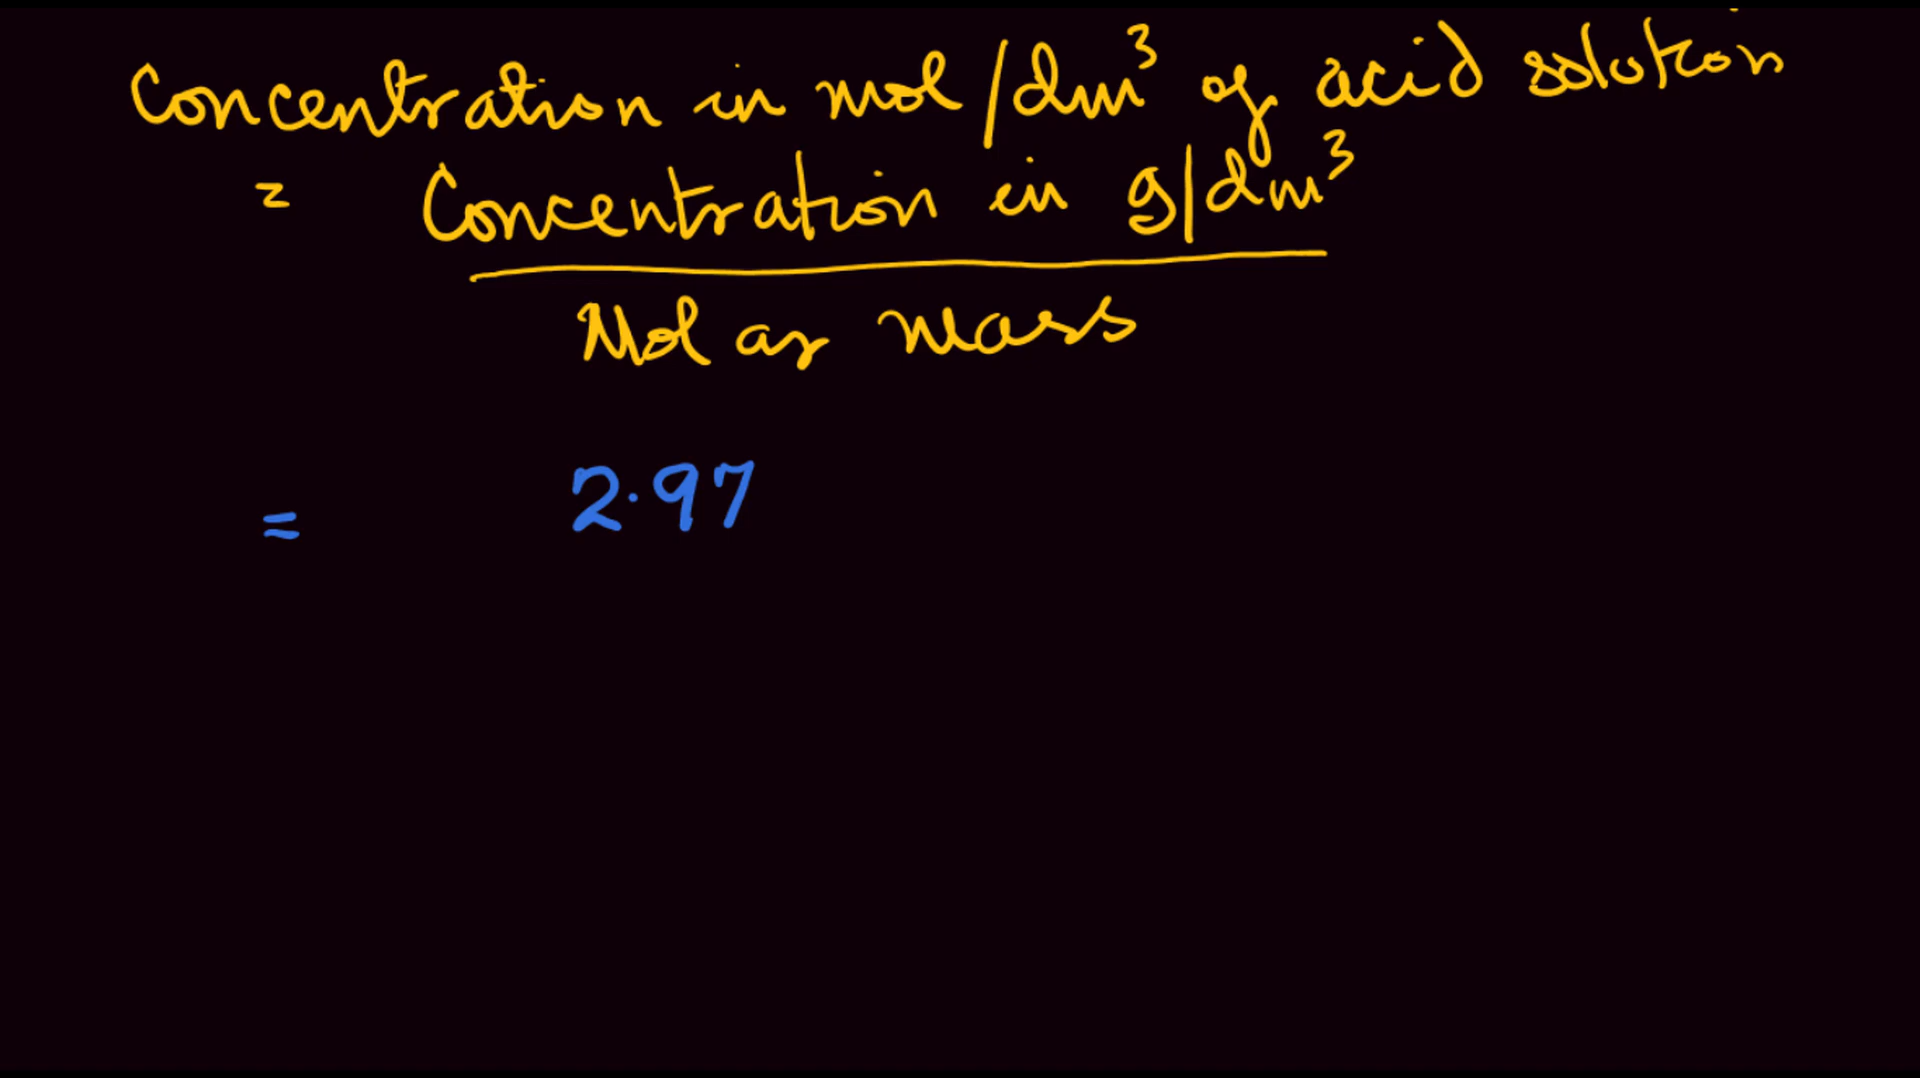 Concentration in mol/dm³ of acid solution
= Concentration in g/dm³
Molar mass
= 2.97